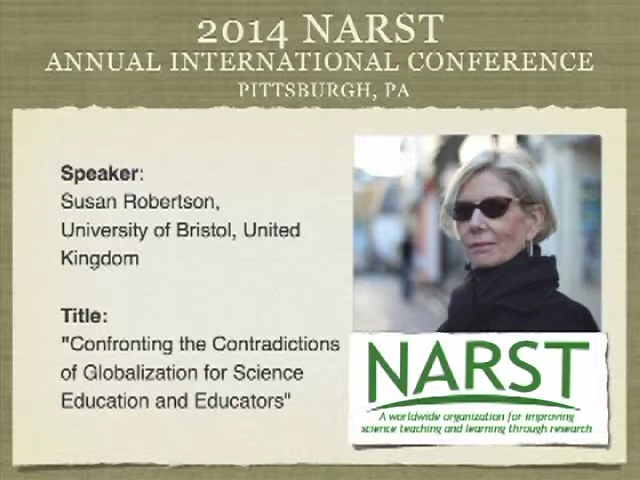 2014 NARST
ANNUAL INTERNATIONAL CONFERENCE
PITTSBURGH, PA
Speaker:
Susan Robertson,
University of Bristol, United
Kingdom
Title:
"Confronting the Contradictions
of Globalization for Science
Education and Educators"
NARST
A worldwide organization for improving
science teaching and learning through research